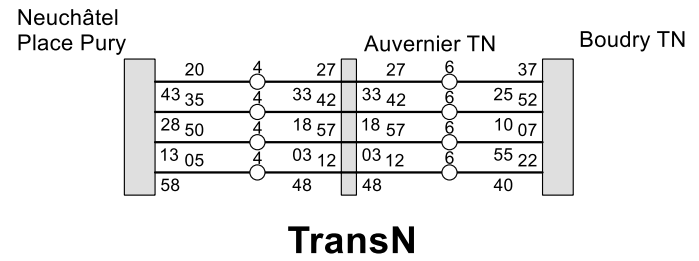 Neuchâtel
Place Pury
Auvernier TN
Boudry TN
20 4 27 27 6 37
43 35 4 33 42 33 42 6 25 52
28 50 4 18 57 18 57 6 10 07
13 05 4 03 12 03 12 6 55 22
58 48 48 40
TransN